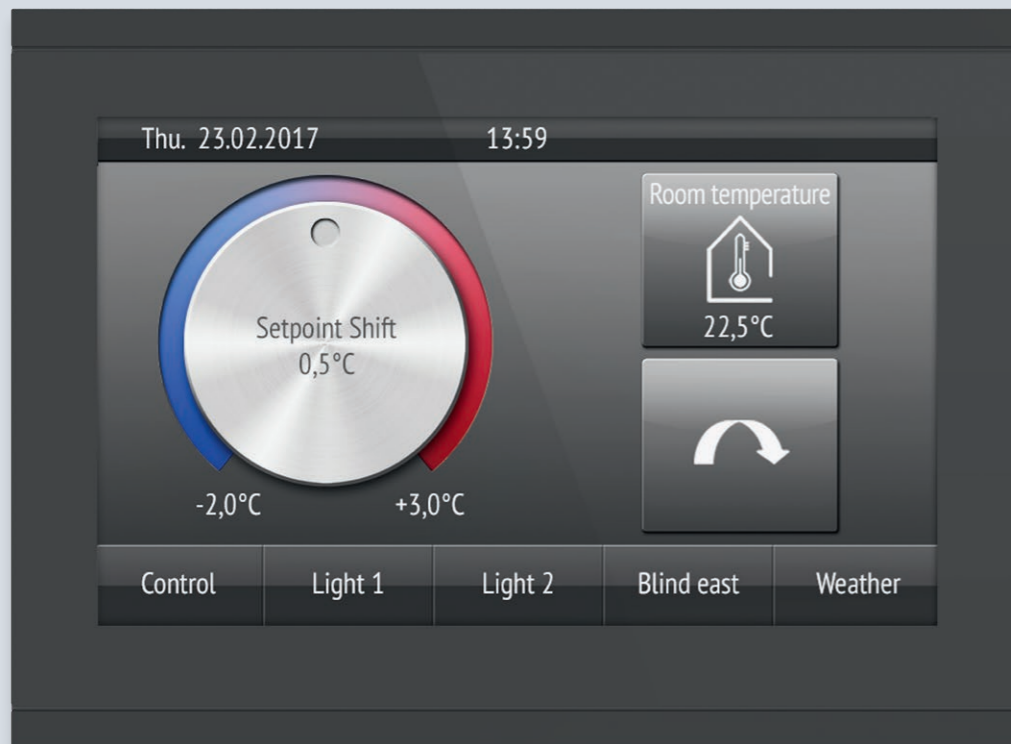 Thu. 23.02.2017 13:59
Room temperature
22,5°C
Setpoint Shift
0,5°C
-2,0°C +3,0°C
Control Light 1 Light 2 Blind east Weather